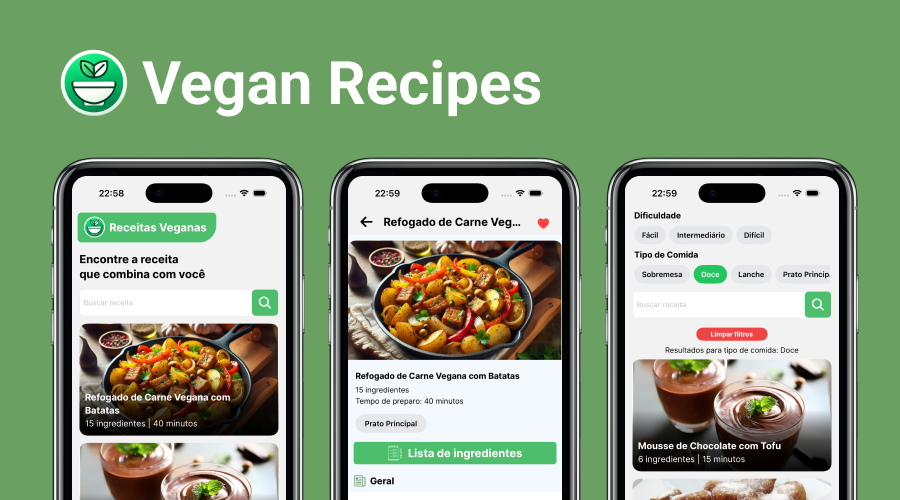 Vegan Recipes
22:58
Receitas Veganas
Encontre a receita
que combina com você
Buscar receita
Refogado de Carne Vegana com
Batatas
15 ingredientes | 40 minutos
22:59
Refogado de Carne Veg...
Refogado de Carne Vegana com Batatas
15 ingredientes
Tempo de preparo: 40 minutos
Prato Principal
Lista de ingredientes
Geral
22:59
Dificuldade
Fácil Intermediário Difícil
Tipo de Comida
Sobremesa Doce Lanche Prato Princip
Buscar receita
Limpar filtros
Resultados para tipo de comida: Doce
Mousse de Chocolate com Tofu
6 ingredientes | 15 minutos